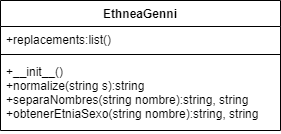 EthneaGenni
+replacements:list()
+__init__()
+normalize(string s):string
+separaNombres(string nombre):string, string
+obtenerEtniaSexo(string nombre):string, string